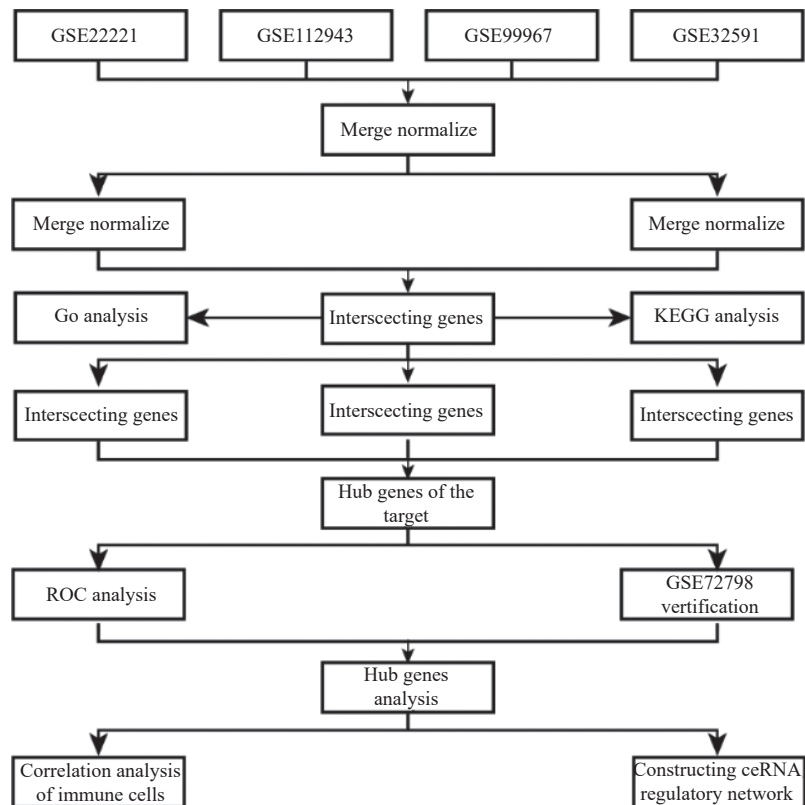 GSE22221
GSE112943
GSE99967
GSE32591
Merge normalize
Merge normalize
Merge normalize
Go analysis
Interscecting genes
KEGG analysis
Interscecting genes
Interscecting genes
Interscecting genes
Hub genes of the
target
ROC analysis
GSE72798
vertification
Hub genes
analysis
Correlation analysis
of immune cells
Constructing ceRNA
regulatory network